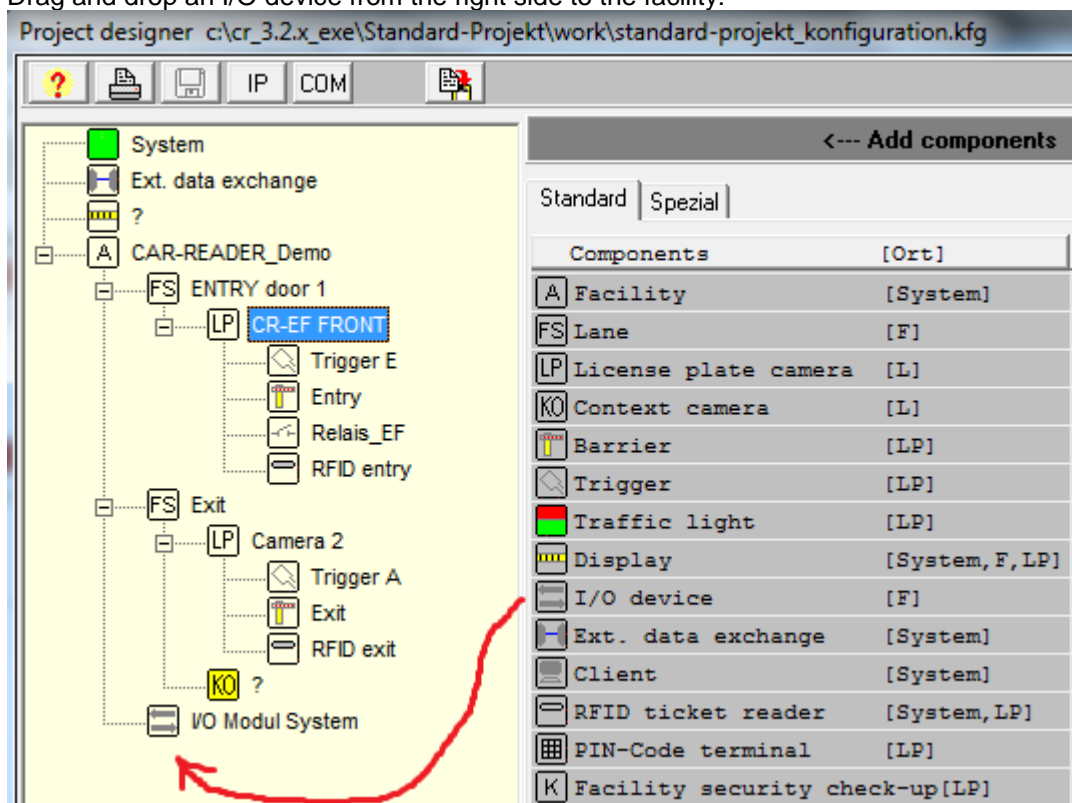 Drag and drop an I/O device from the right side to the facility.
Project designer c:\cr_3.2.x_exe\Standard-Projekt\work\standard-projekt_konfiguration.kfg
? IP COM
System
Ext. data exchange
?
A CAR-READER_Demo
FS ENTRY door 1
LP CR-EF FRONT
Trigger E
Entry
Relais_EF
RFID entry
FS Exit
LP Camera 2
Trigger A
Exit
RFID exit
KO ?
I/O Modul System
<--- Add components
Standard Spezial
Components [Ort]
A Facility [System]
FS Lane [F]
LP License plate camera [L]
KO Context camera [L]
Barrier [LP]
Trigger [LP]
Traffic light [LP]
Display [System,F,LP]
I/O device [F]
Ext. data exchange [System]
Client [System]
RFID ticket reader [System,LP]
PIN-Code terminal [LP]
K Facility security check-up[LP]